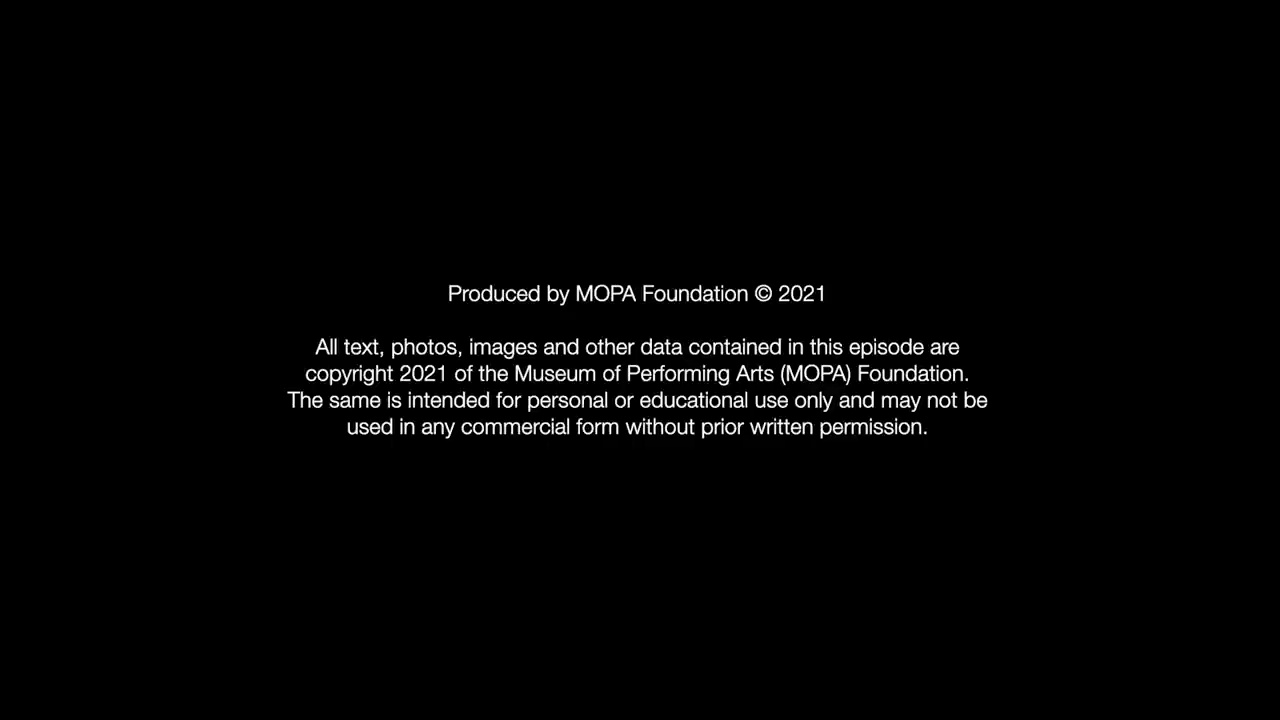 Produced by MOPA Foundation © 2021
All text, photos, images and other data contained in this episode are
copyright 2021 of the Museum of Performing Arts (MOPA) Foundation.
The same is intended for personal or educational use only and may not be
used in any commercial form without prior written permission.